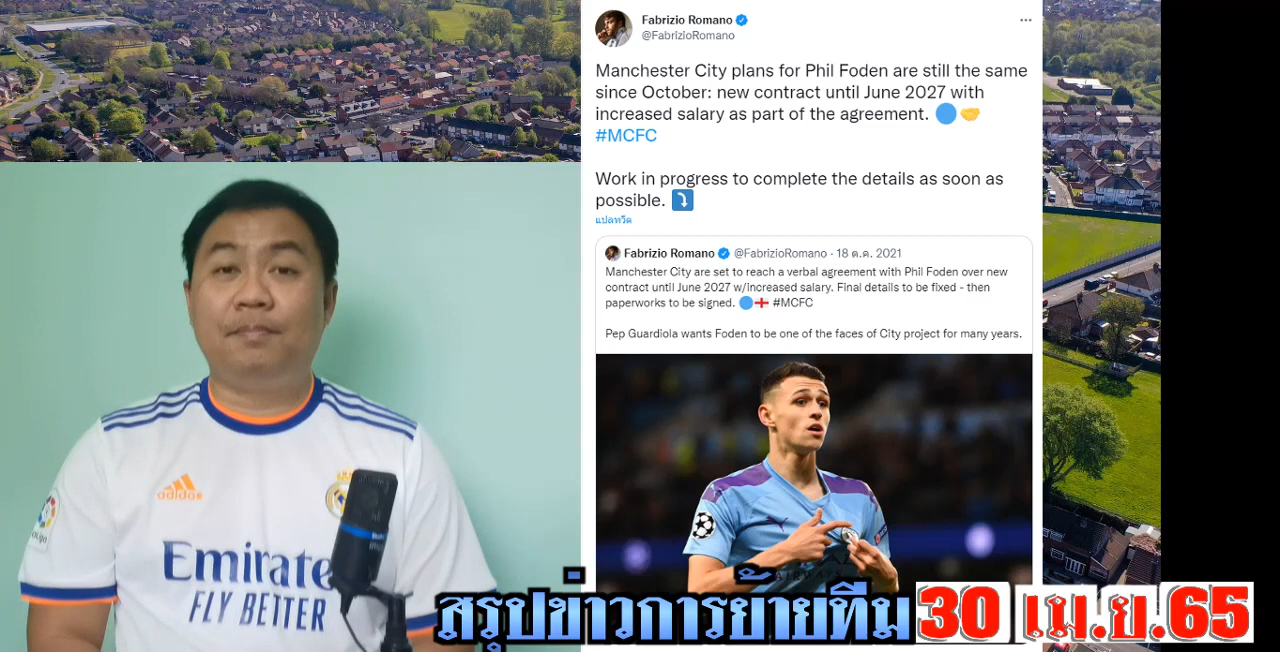 Fabrizio Romano
@FabrizioRomano
Manchester City plans for Phil Foden are still the same
since October: new contract until June 2027 with
increased salary as part of the agreement.
#MCFC
Work in progress to complete the details as soon as
possible.
แปลทวีต
Fabrizio Romano @FabrizioRomano · 18 ต.ค. 2021
Manchester City are set to reach a verbal agreement with Phil Foden over new
contract until June 2027 w/increased salary. Final details to be fixed - then
paperworks to be signed. #MCFC
Pep Guardiola wants Foden to be one of the faces of City project for many years.
adidas
Emirate
FLY BETTER
สรุปข่าวการย้ายทีม 30 เม.ย.65